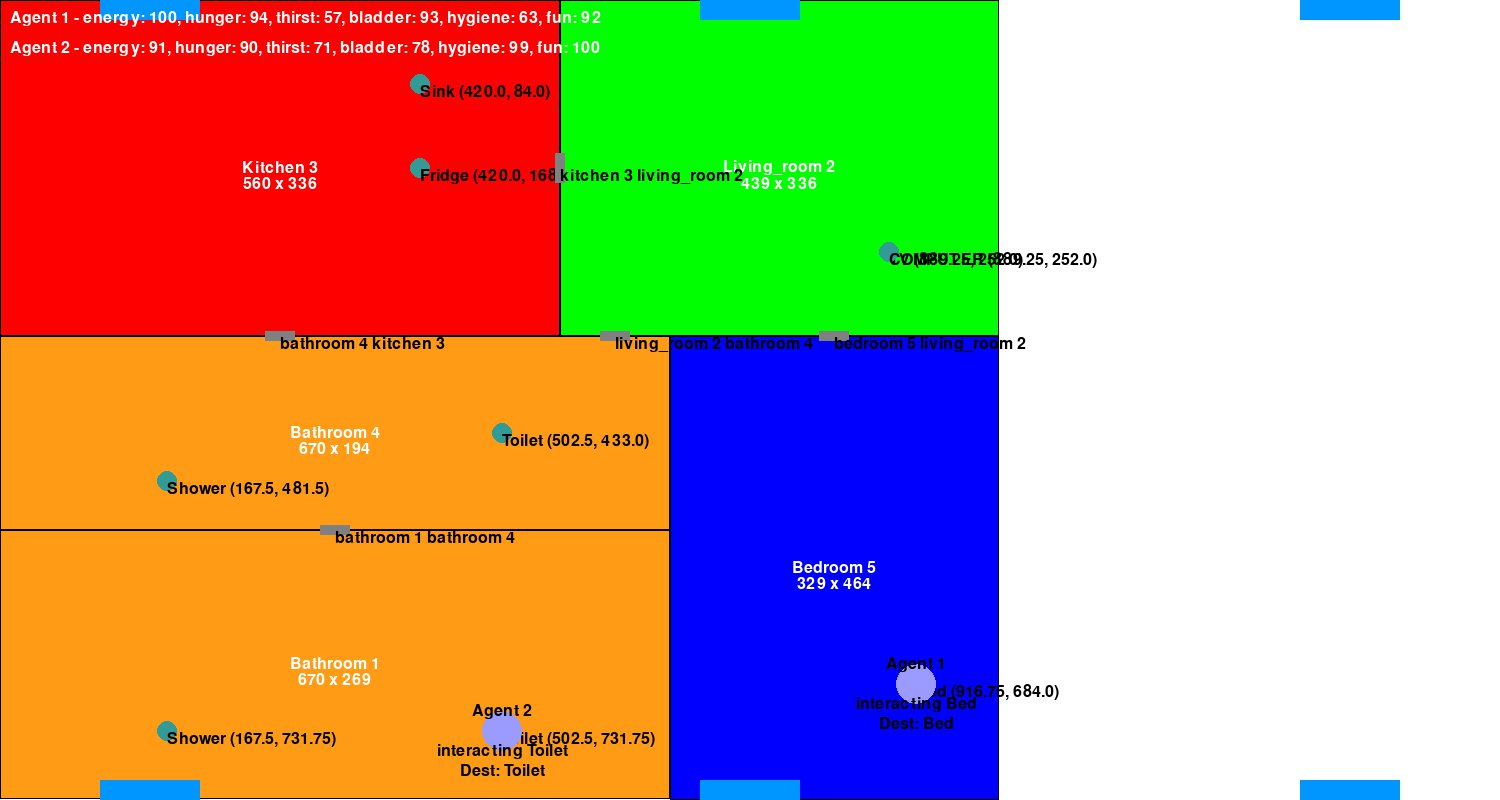 Agent 1 - energy: 100, hunger: 94, thirst: 57, bladder: 93, hygiene: 63, fun: 92
Agent 2 - energy: 91, hunger: 90, thirst: 71, bladder: 78, hygiene: 99, fun: 100
Sink (420.0, 84.0)
Kitchen 3
560 x 336
Fridge (420.0, 168
kitchen 3 living_room 2
Living_room 2
439 x 336
(889.25, 252.0)
bathroom 4 kitchen 3
living_room 2 bathroom 4
bedroom 5 living_room 2
Bathroom 4
670 x 194
Toilet (502.5, 433.0)
Shower (167.5, 481.5)
bathroom 1 bathroom 4
Bedroom 5
329 x 464
Bathroom 1
670 x 269
Agent 1
d (916.75, 684.0)
interacting Bed
Dest: Bed
Agent 2
Shower (167.5, 731.75)
ilet (502.5, 731.75)
interacting Toilet
Dest: Toilet